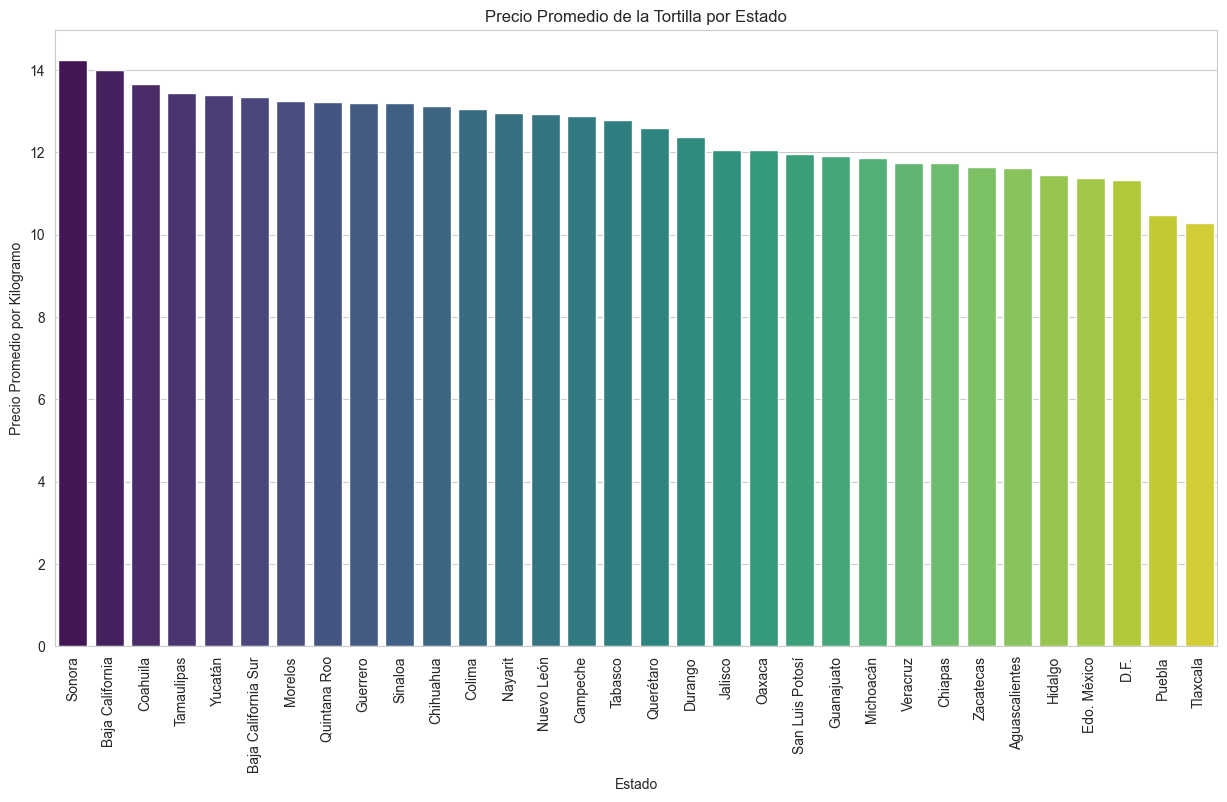 Precio Promedio de la Tortilla por Estado
Precio Promedio por Kilogramo
14
12
10
8
6
4
2
0
Sonora
Baja California
Coahuila
Tamaulipas
Yucatán
Baja California Sur
Morelos
Quintana Roo
Guerrero
Sinaloa
Chihuahua
Colima
Nayarit
Nuevo León
Campeche
Tabasco
Querétaro
Durango
Jalisco
Oaxaca
San Luis Potosí
Guanajuato
Michoacán
Veracruz
Chiapas
Zacatecas
Aguascalientes
Hidalgo
Edo. México
D.F.
Puebla
Tlaxcala
Estado